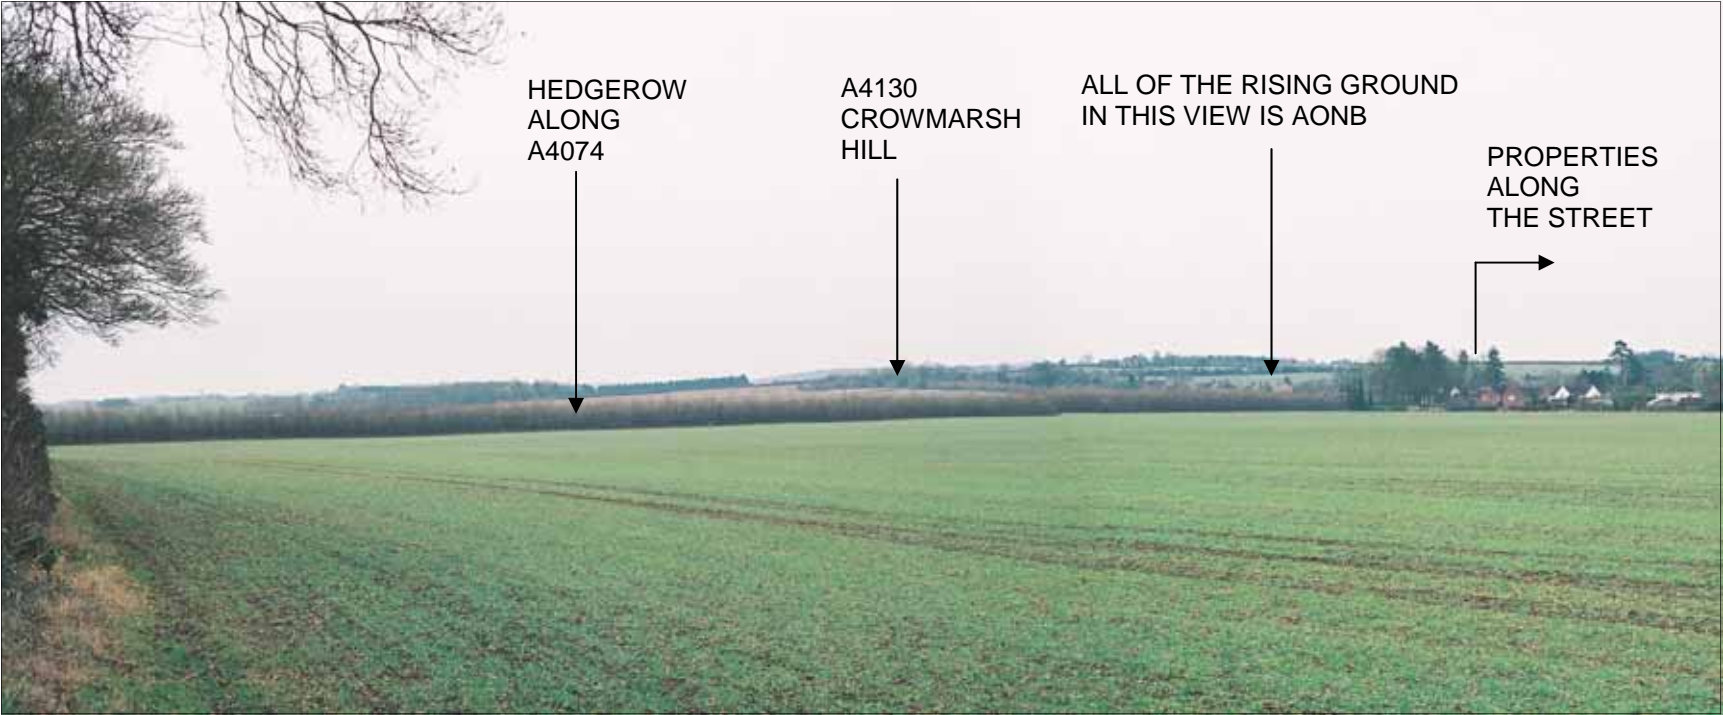 HEDGEROW
ALONG
A4074
A4130
CROWMARSH
HILL
ALL OF THE RISING GROUND
IN THIS VIEW IS AONB
PROPERTIES
ALONG
THE STREET